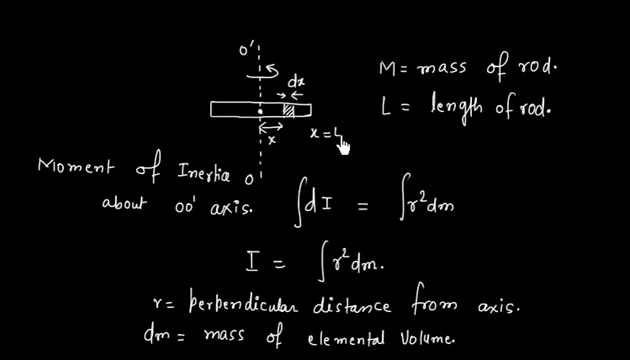 O'
dx
M = mass of rod.
L = length of rod.
x
x = L
Moment of Inertia
O
about OO' axis.
∫dI = ∫r²dm
I = ∫r²dm.
r = perpendicular distance from axis.
dm = mass of elemental volume.